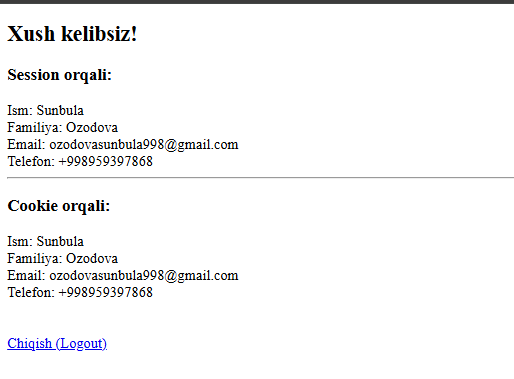 Xush kelibsiz!
Session orqali:
Ism: Sunbula
Familiya: Ozodova
Email: ozodovasunbula998@gmail.com
Telefon: +998959397868
Cookie orqali:
Ism: Sunbula
Familiya: Ozodova
Email: ozodovasunbula998@gmail.com
Telefon: +998959397868
Chiqish (Logout)